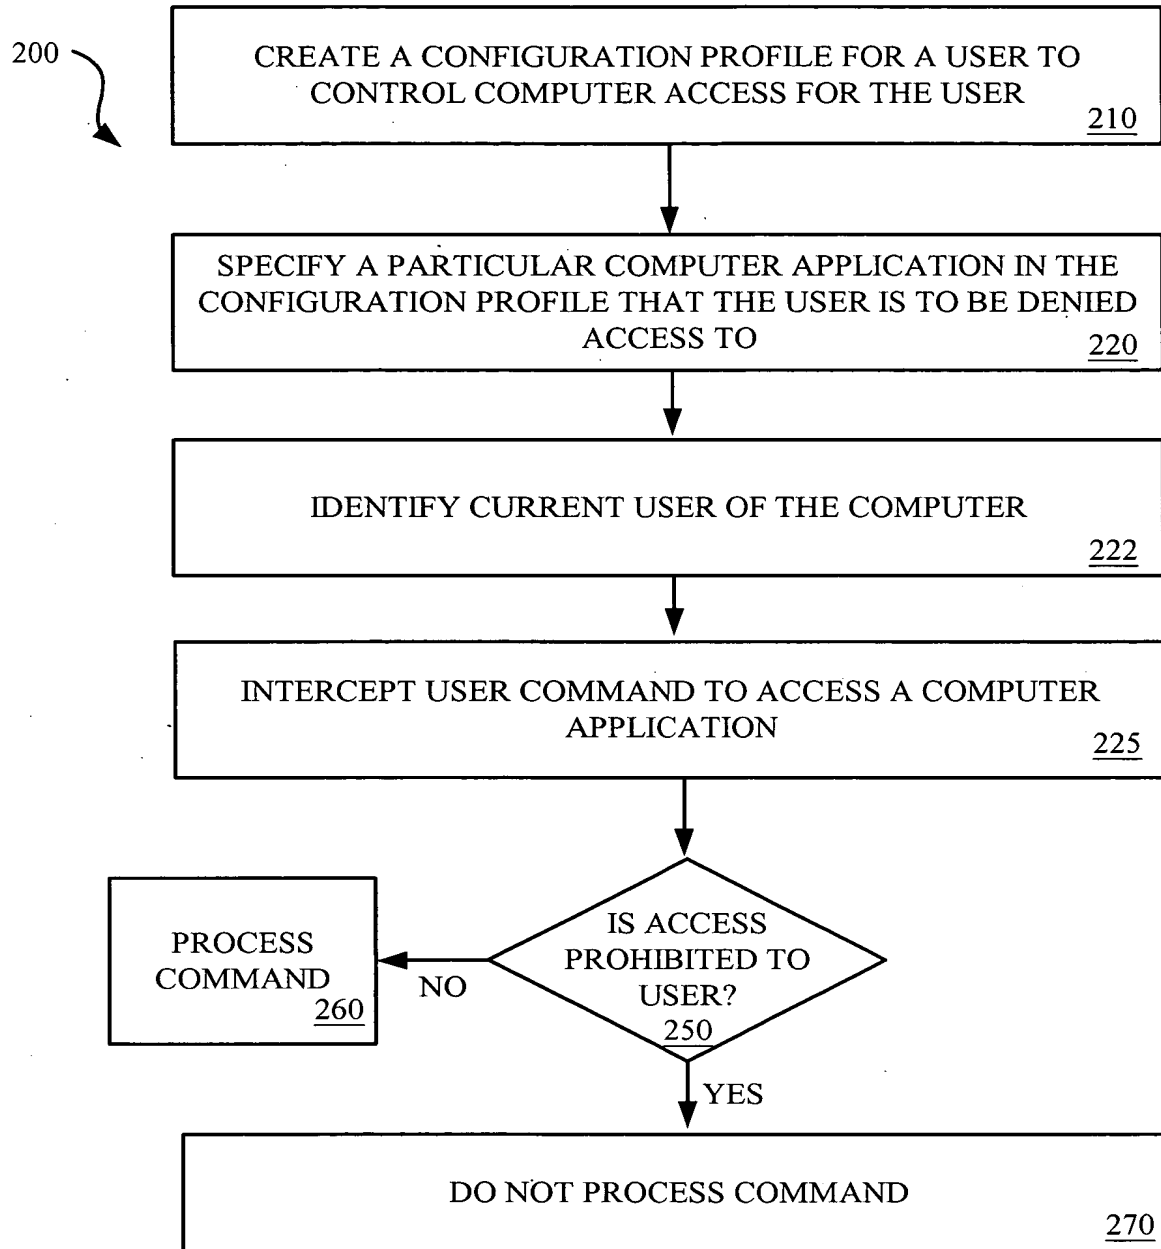 200
CREATE A CONFIGURATION PROFILE FOR A USER TO
CONTROL COMPUTER ACCESS FOR THE USER
210
SPECIFY A PARTICULAR COMPUTER APPLICATION IN THE
CONFIGURATION PROFILE THAT THE USER IS TO BE DENIED
ACCESS TO
220
IDENTIFY CURRENT USER OF THE COMPUTER
222
INTERCEPT USER COMMAND TO ACCESS A COMPUTER
APPLICATION
225
IS ACCESS
PROHIBITED TO
USER?
250
NO
PROCESS
COMMAND
260
YES
DO NOT PROCESS COMMAND
270